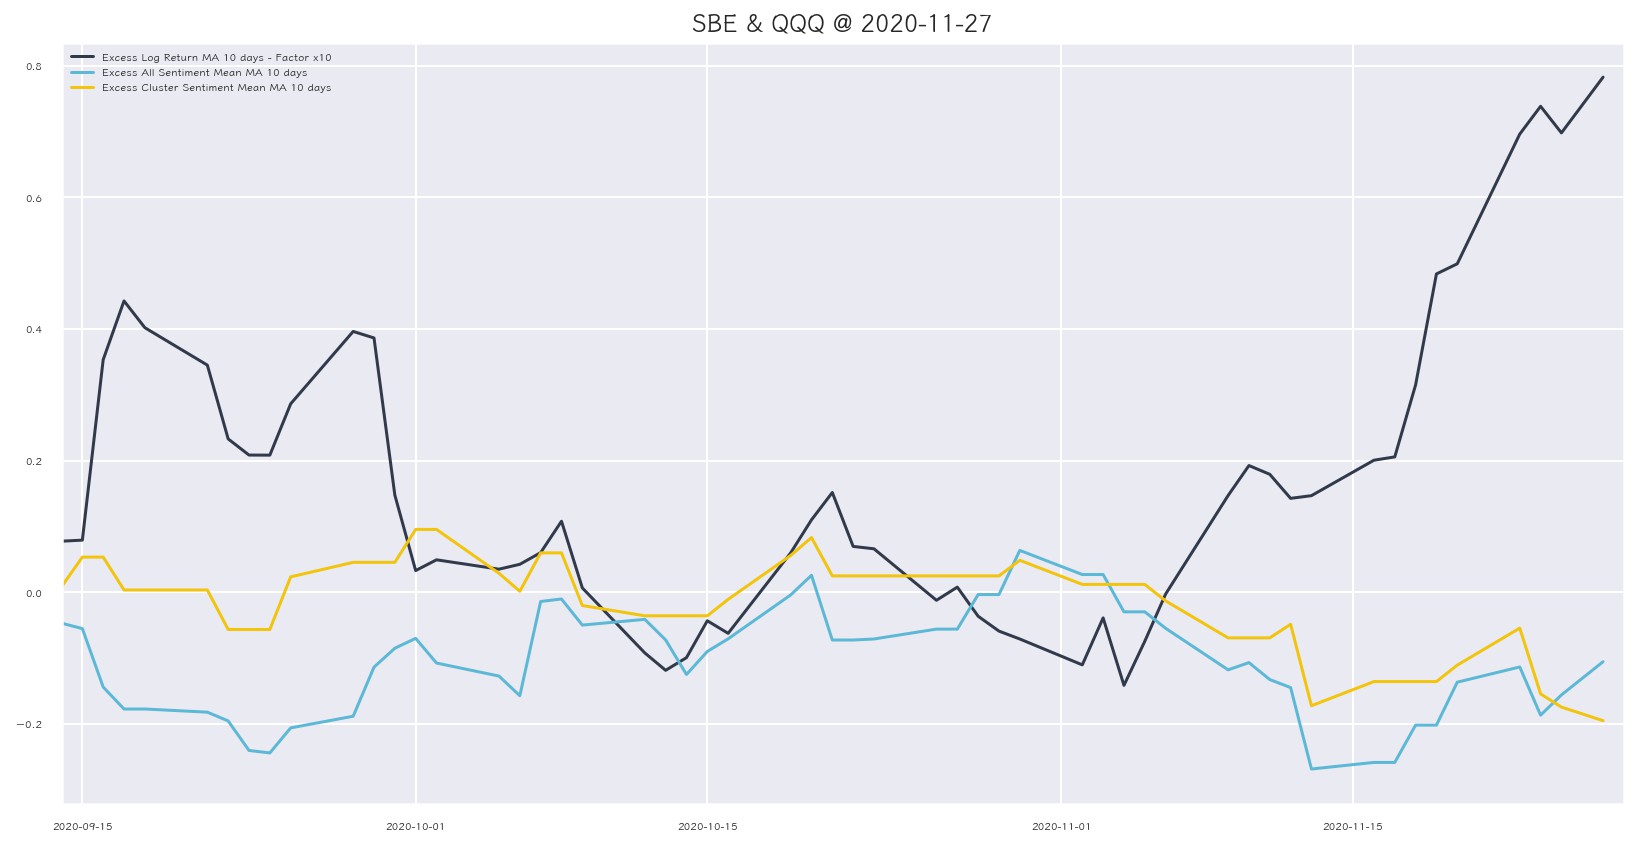 SBE & QQQ @ 2020-11-27
Excess Log Return MA 10 days - Factor x10
Excess All Sentiment Mean MA 10 days
Excess Cluster Sentiment Mean MA 10 days
0.8
0.6
0.4
0.2
0.0
−0.2
2020-09-15 2020-10-01 2020-10-15 2020-11-01 2020-11-15